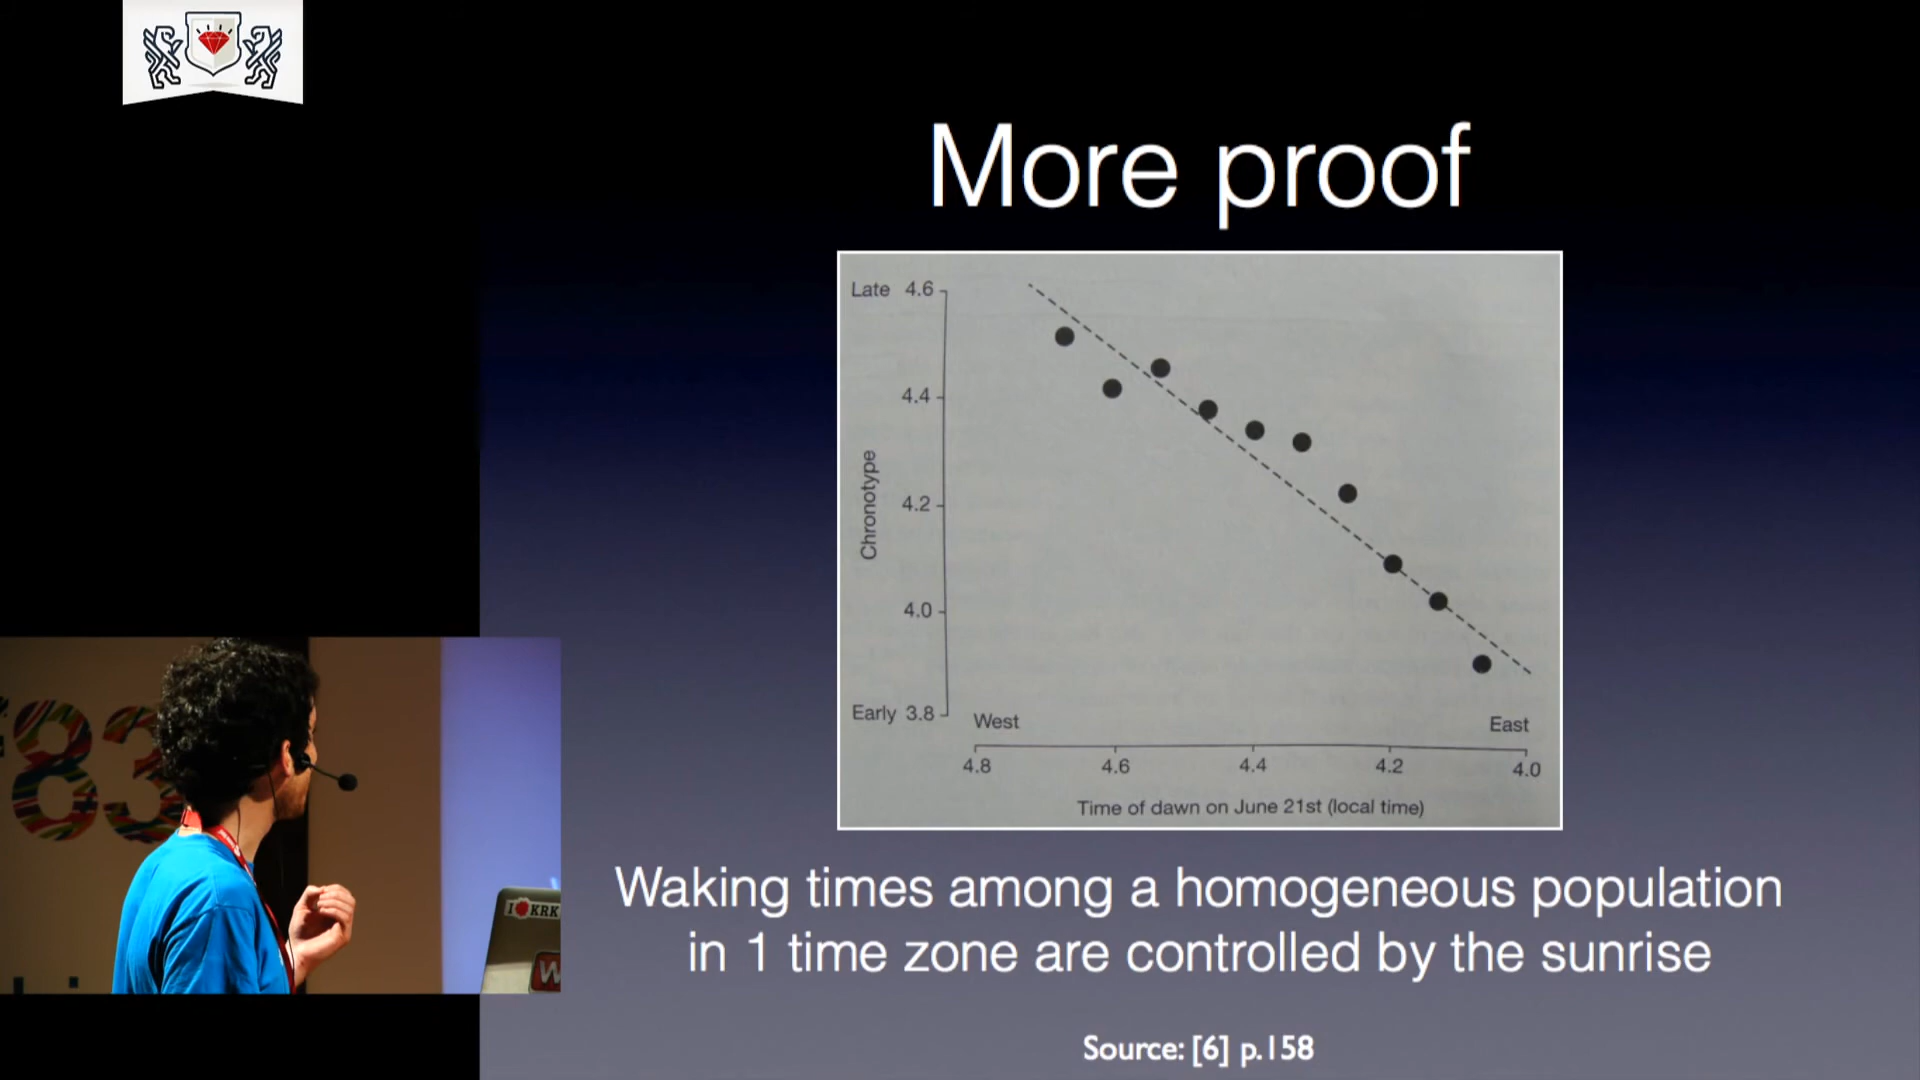 More proof
Late 4.6
4.4
4.2
4.0
Early 3.8
Chronotype
West
East
4.8 4.6 4.4 4.2 4.0
Time of dawn on June 21st (local time)
Waking times among a homogeneous population
in 1 time zone are controlled by the sunrise
Source: [6] p.158
'83
I KRK
W